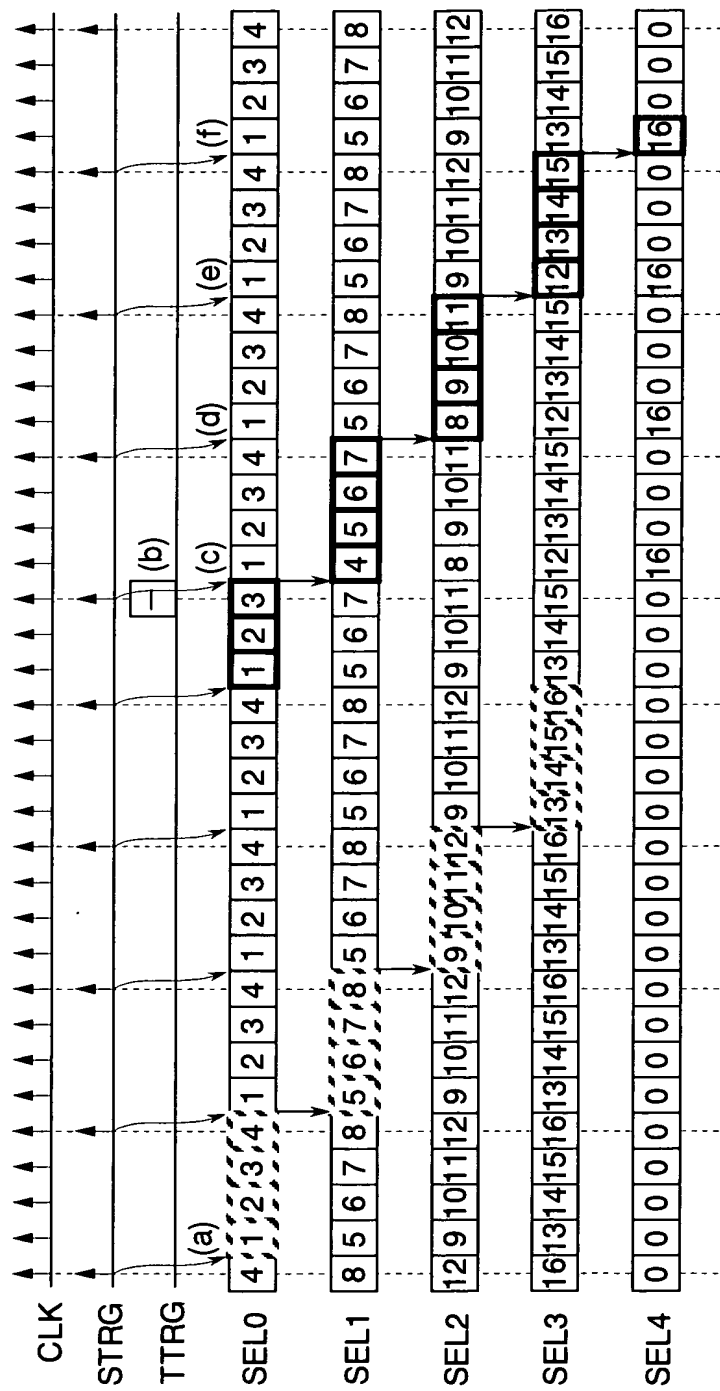 CLK
STRG
TTRG − (b)
(a) (c) (d) (e) (f)
SEL0 4 1 2 3 4 1 2 3 4 1 2 3 4 1 2 3 4 1 2 3 1 2 3 4 1 2 3 4 1 2 3 4 1 2 3 4
SEL1 8 5 6 7 8 5 6 7 8 5 6 7 8 5 6 7 8 5 6 7 4 5 6 7 5 6 7 8 5 6 7 8 5 6 7 8
SEL2 12 9 10 11 12 9 10 11 12 9 10 11 12 9 10 11 12 9 10 11 8 9 10 11 8 9 10 11 9 10 11 12 9 10 11 12
SEL3 16 13 14 15 16 13 14 15 16 13 14 15 16 13 14 15 16 13 14 15 12 13 14 15 12 13 14 15 12 13 14 15 13 14 15 16
SEL4 0 0 0 0 0 0 0 0 0 0 0 0 0 0 0 0 0 0 0 0 16 0 0 0 16 0 0 0 16 0 0 0 16 0 0 0